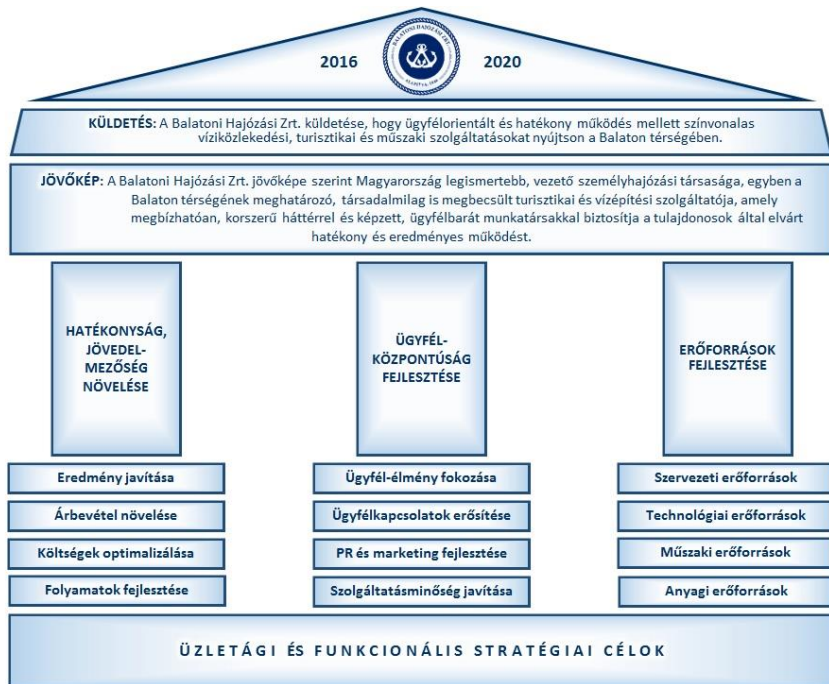 2016 2020
BALATONI HAJÓZÁSI ZRT.
KÜLDETÉS: A Balatoni Hajózási Zrt. küldetése, hogy ügyfélorientált és hatékony működés mellett színvonalas
víziközlekedési, turisztikai és műszaki szolgáltatásokat nyújtson a Balaton térségében.
JÖVŐKÉP: A Balatoni Hajózási Zrt. jövőképe szerint Magyarország legismertebb, vezető személyhajózási társasága, egyben a
Balaton térségének meghatározó, társadalmilag is megbecsült turisztikai és vízépítési szolgáltatója, amely
megbízhatóan, korszerű háttérrel és képzett, ügyfélbarát munkatársakkal biztosítja a tulajdonosok által elvárt
hatékony és eredményes működést.
HATÉKONYSÁG,
JÖVEDEL-
MEZŐSÉG
NÖVELÉSE
ÜGYFÉL-
KÖZPONTÚSÁG
FEJLESZTÉSE
ERŐFORRÁSOK
FEJLESZTÉSE
Eredmény javítása
Árbevétel növelése
Költségek optimalizálása
Folyamatok fejlesztése
Ügyfél-élmény fokozása
Ügyfélkapcsolatok erősítése
PR és marketing fejlesztése
Szolgáltatásminőség javítása
Szervezeti erőforrások
Technológiai erőforrások
Műszaki erőforrások
Anyagi erőforrások
ÜZLETÁGI ÉS FUNKCIONÁLIS STRATÉGIAI CÉLOK